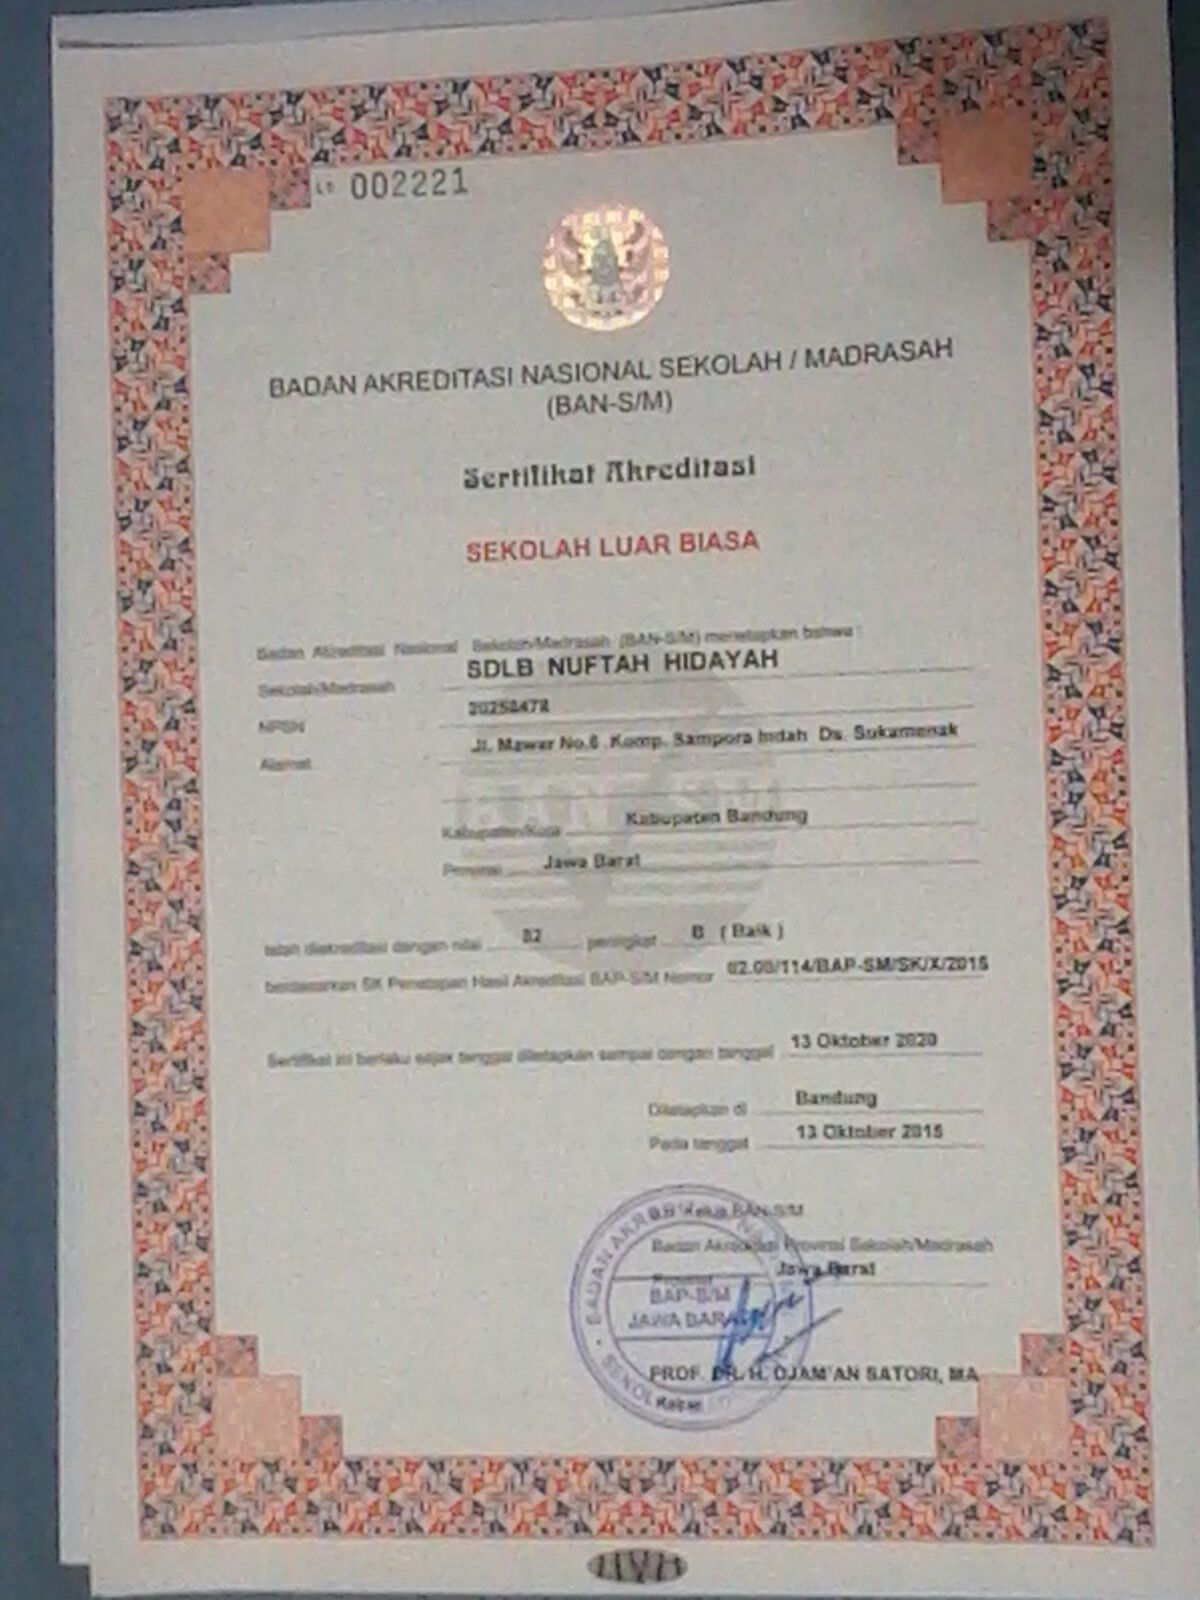 002221
BADAN AKREDITASI NASIONAL SEKOLAH / MADRASAH
(BAN-S/M)
Sertifikat Akreditasi
SEKOLAH LUAR BIASA
Badan Akreditasi Nasional Sekolah/Madrasah (BAN-S/M) menetapkan bahwa :
Sekolah/Madrasah SDLB NUFTAH HIDAYAH
NPSN
Alamat Jl. Mawar No.6 Komp. Sampora Indah Ds. Sukamenak
Kabupaten/Kota Kabupaten Bandung
Provinsi Jawa Barat
telah diakreditasi dengan nilai 82 peringkat B ( Baik )
berdasarkan SK Penetapan Hasil Akreditasi BAP-S/M Nomor 02.00/114/BAP-SM/SK/X/2015
Sertifikat ini berlaku sejak tanggal ditetapkan sampai dengan tanggal 13 Oktober 2020
Ditetapkan di Bandung
Pada tanggal 13 Oktober 2015
Ketua BAN-S/M
Badan Akreditasi Provinsi Sekolah/Madrasah
Provinsi Jawa Barat
BAP-S/M
JAWA BARAT
PROF. DR. H. DJAM'AN SATORI, MA